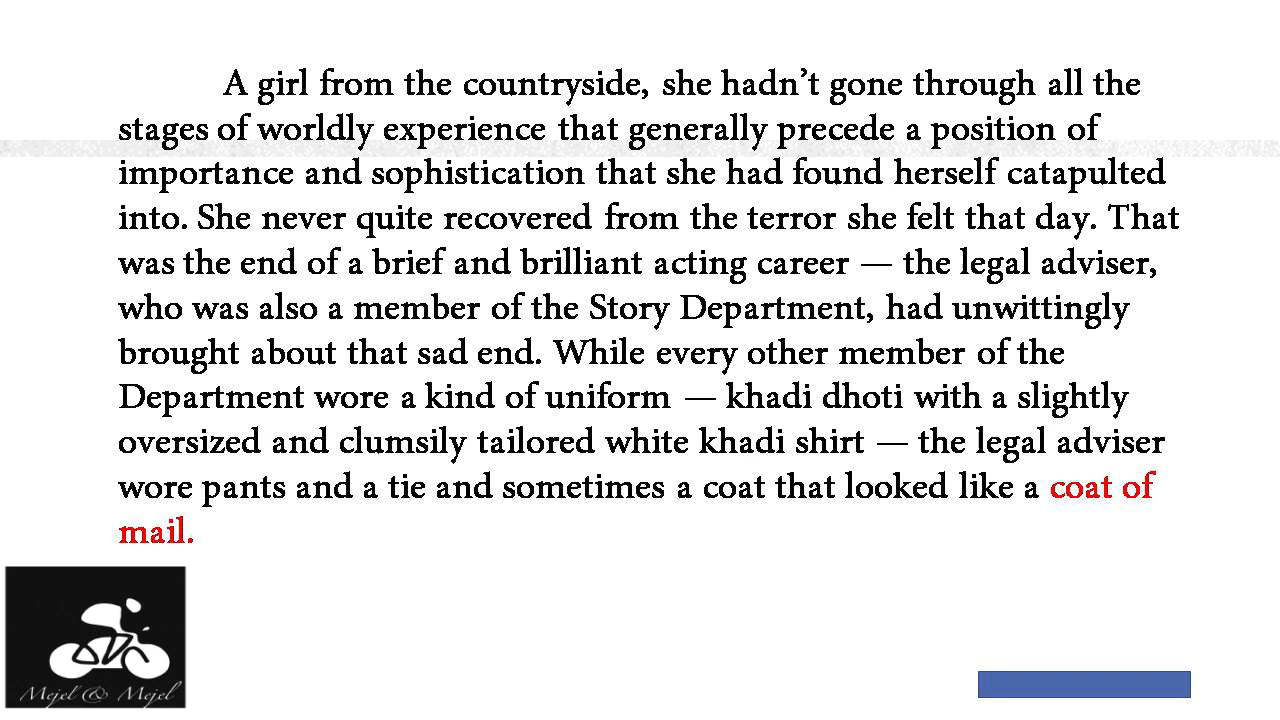 A girl from the countryside, she hadn’t gone through all the
stages of worldly experience that generally precede a position of
importance and sophistication that she had found herself catapulted
into. She never quite recovered from the terror she felt that day. That
was the end of a brief and brilliant acting career — the legal adviser,
who was also a member of the Story Department, had unwittingly
brought about that sad end. While every other member of the
Department wore a kind of uniform — khadi dhoti with a slightly
oversized and clumsily tailored white khadi shirt — the legal adviser
wore pants and a tie and sometimes a coat that looked like a coat of
mail.
Mejel & Mejel